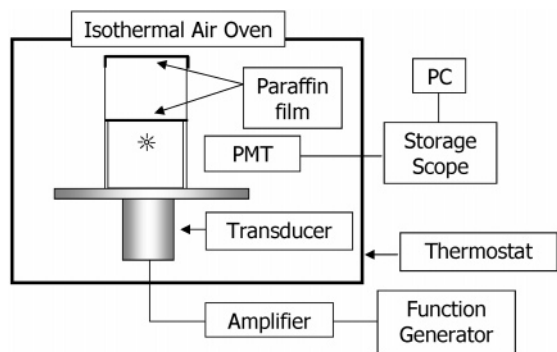 Isothermal Air Oven
Paraffin
film
PC
PMT
Storage
Scope
Transducer
Thermostat
Amplifier
Function
Generator